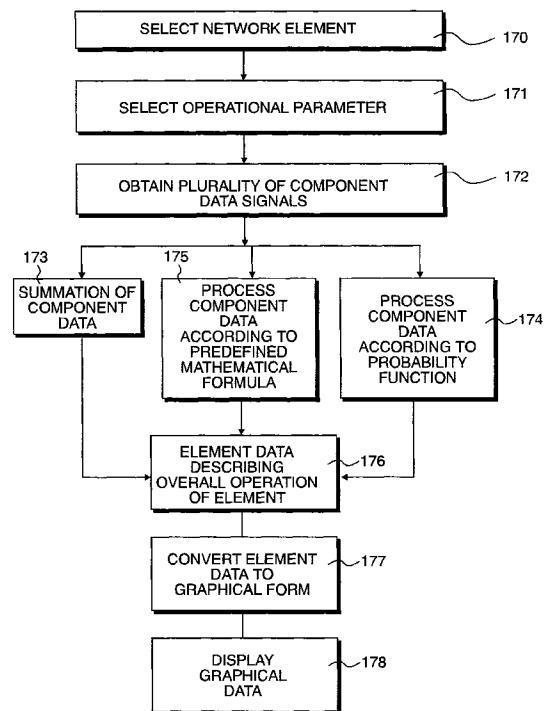 SELECT NETWORK ELEMENT
170
SELECT OPERATIONAL PARAMETER
171
OBTAIN PLURALITY OF COMPONENT
DATA SIGNALS
172
173
SUMMATION OF
COMPONENT
DATA
175
PROCESS
COMPONENT
DATA
ACCORDING TO
PREDEFINED
MATHEMATICAL
FORMULA
PROCESS
COMPONENT
DATA
ACCORDING TO
PROBABILITY
FUNCTION
174
ELEMENT DATA
DESCRIBING
OVERALL OPERATION
OF ELEMENT
176
CONVERT ELEMENT
DATA TO
GRAPHICAL FORM
177
DISPLAY
GRAPHICAL
DATA
178